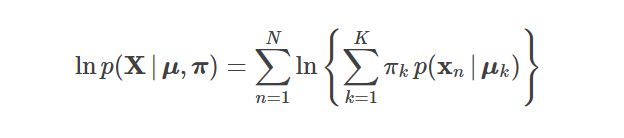 ln p(X | μ, π) = ∑_{n=1}^{N} ln { ∑_{k=1}^{K} π_k p(x_n | μ_k) }